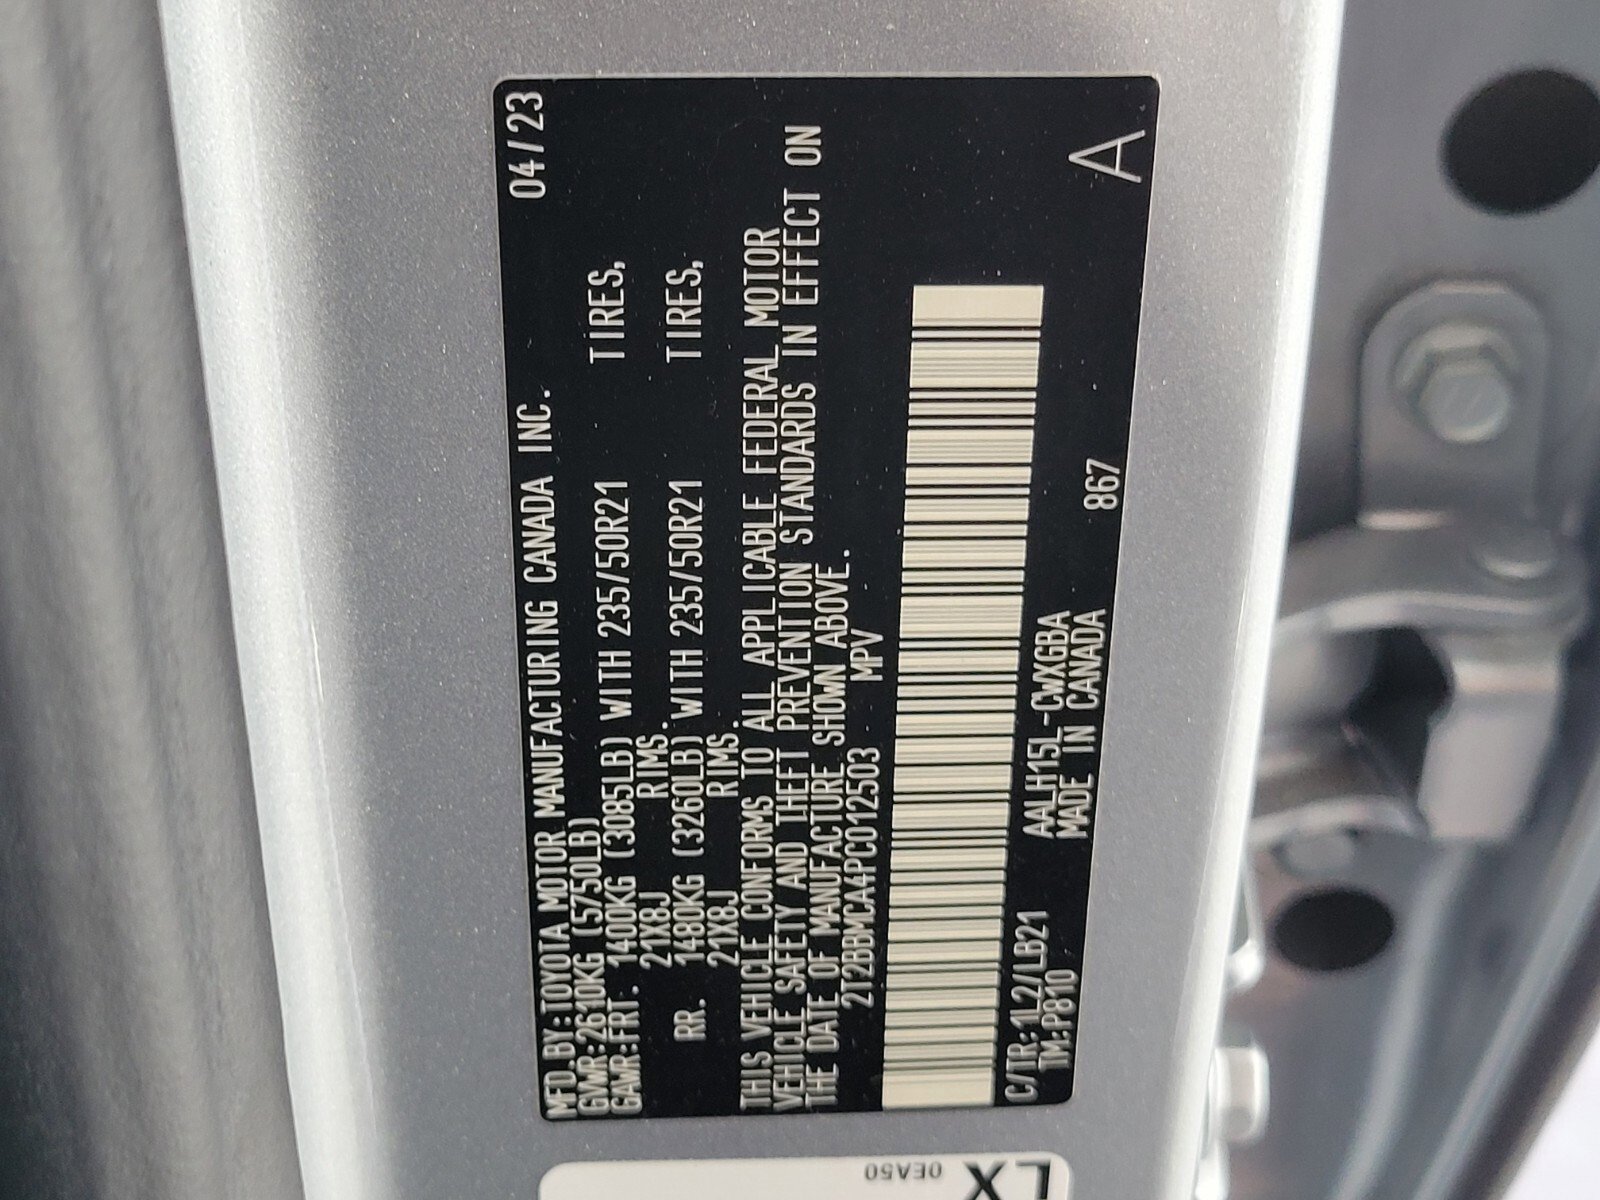 MFD.BY:TOYOTA MOTOR MANUFACTURING CANADA INC. 04/23
GVWR:2610KG (5750LB)
GAWR:FRT. 1400KG (3085LB) WITH 235/50R21 TIRES,
21X8J RIMS.
RR. 1480KG (3260LB) WITH 235/50R21 TIRES,
21X8J RIMS.
THIS VEHICLE CONFORMS TO ALL APPLICABLE FEDERAL MOTOR
VEHICLE SAFETY AND THEFT PREVENTION STANDARDS IN EFFECT ON
THE DATE OF MANUFACTURE SHOWN ABOVE.
2T2BBMCA4PC012503 MPV
C/TR:1L2/LB21 AALH15L-CWXGBA
TM:P810 MADE IN CANADA 867 A
0EA50
LX